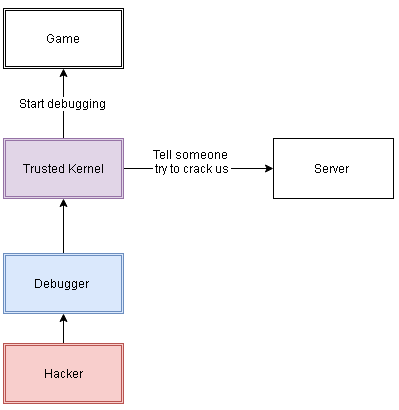 Game
Start debugging
Trusted Kernel
Tell someone
try to crack us
Server
Debugger
Hacker